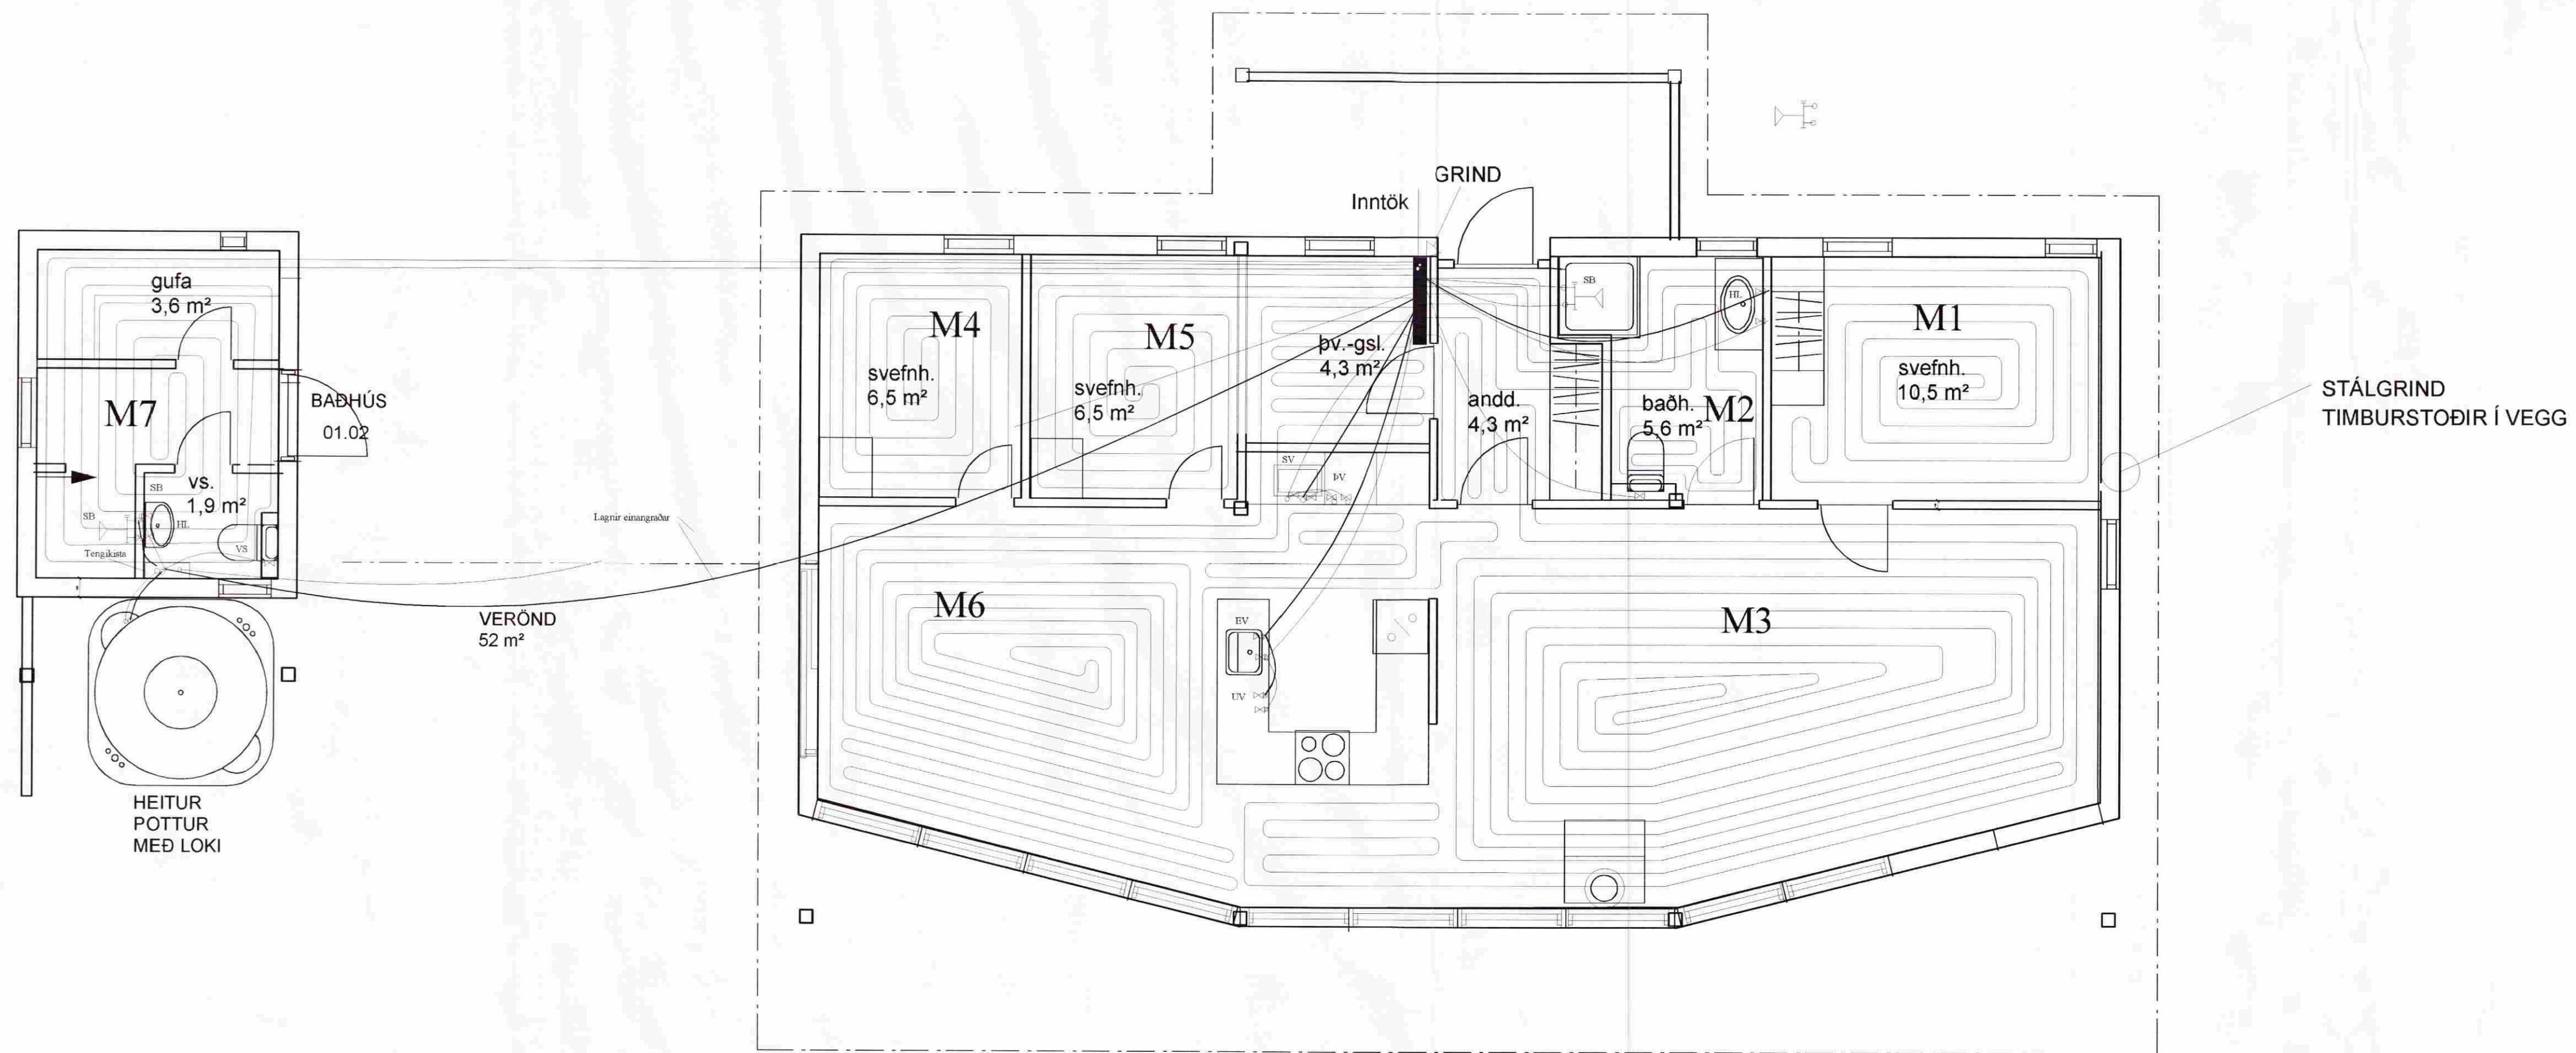 GRIND
Inntök
gufa
3,6 m²
M7
BAÐHÚS
01.02
SB
vs.
1,9 m²
SB
HL
VS
Tengikista
HEITUR
POTTUR
MEÐ LOKI
VERÖND
52 m²
Lagnir einangraðar
M4
svefnh.
6,5 m²
M5
svefnh.
6,5 m²
þv.-gsl.
4,3 m²
SV
ÞV
andd.
4,3 m²
SB
HL
baðh.
5,6 m²
M2
M1
svefnh.
10,5 m²
STÁLGRIND
TIMBURSTOÐIR Í VEGG
M6
EV
UV
M3